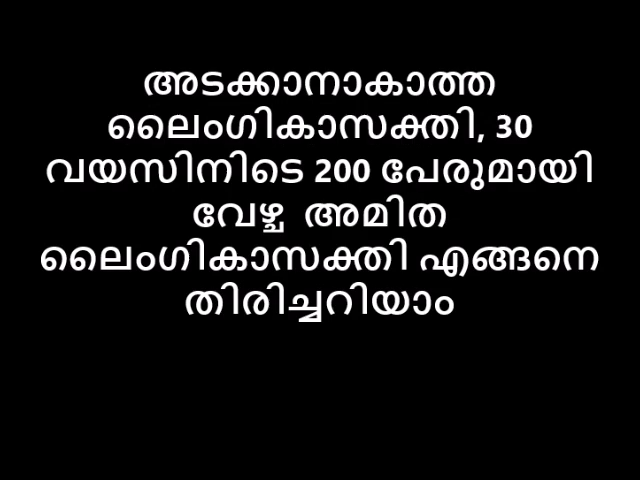 അടക്കാനാകാത്ത
ലൈംഗികാസക്തി, 30
വയസിനിടെ 200 പേരുമായി
വേഴ്ച അമിത
ലൈംഗികാസക്തി എങ്ങനെ
തിരിച്ചറിയാം